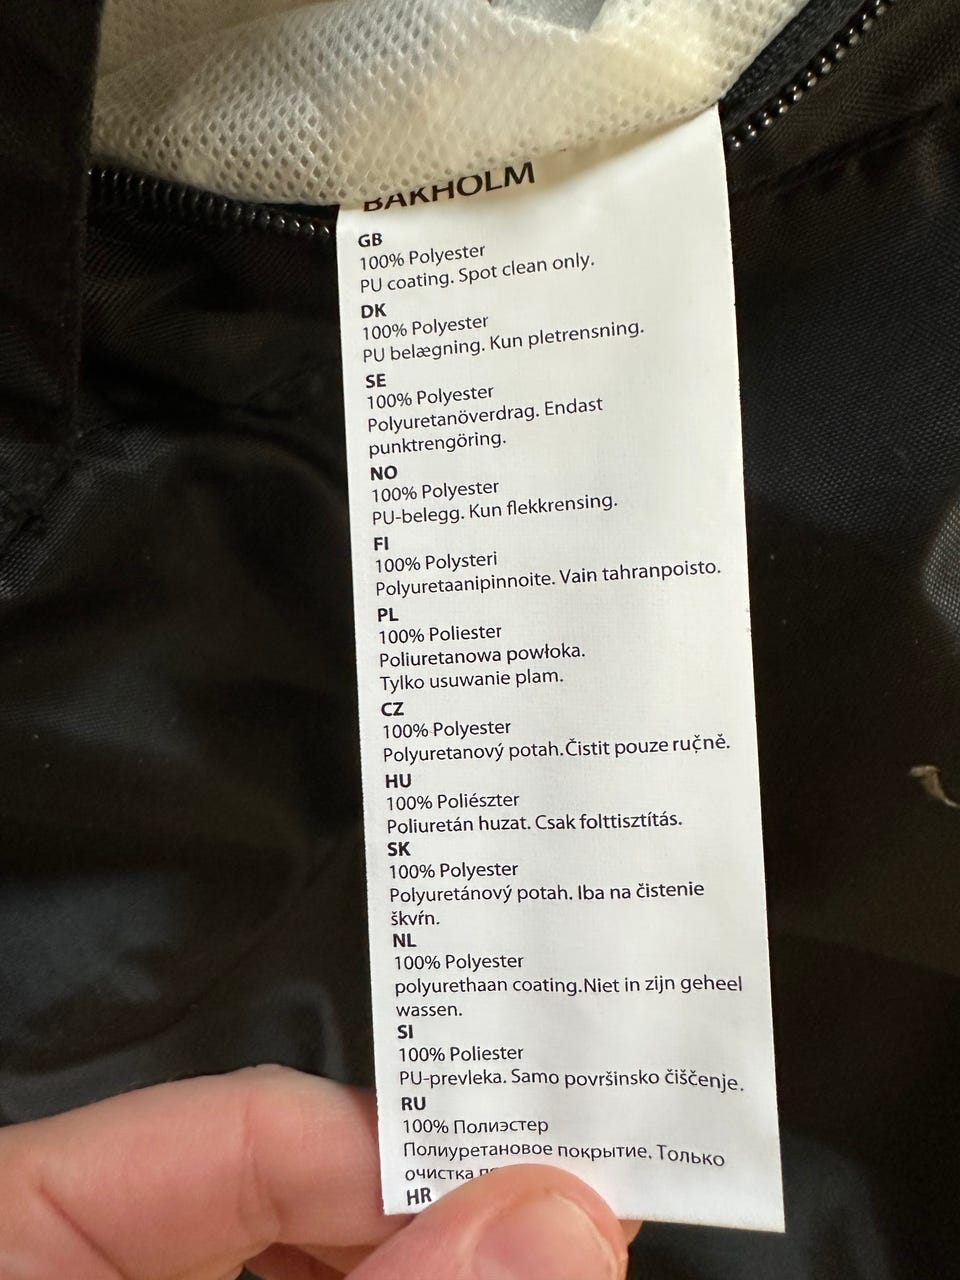 BAKHOLM
GB
100% Polyester
PU coating. Spot clean only.
DK
100% Polyester
PU belægning. Kun pletrensning.
SE
100% Polyester
Polyuretanöverdrag. Endast
punktrengöring.
NO
100% Polyester
PU-belegg. Kun flekkrensing.
FI
100% Polysteri
Polyuretaanipinnoite. Vain tahranpoisto.
PL
100% Poliester
Poliuretanowa powłoka.
Tylko usuwanie plam.
CZ
100% Polyester
Polyuretanový potah.Čistit pouze ručně.
HU
100% Poliészter
Poliuretán huzat. Csak folttisztítás.
SK
100% Polyester
Polyuretánový potah. Iba na čistenie
škvŕn.
NL
100% Polyester
polyurethaan coating.Niet in zijn geheel
wassen.
SI
100% Poliester
PU-prevleka. Samo površinsko čiščenje.
RU
100% Полиэстер
Полиуретановое покрытие. Только
очистка
HR